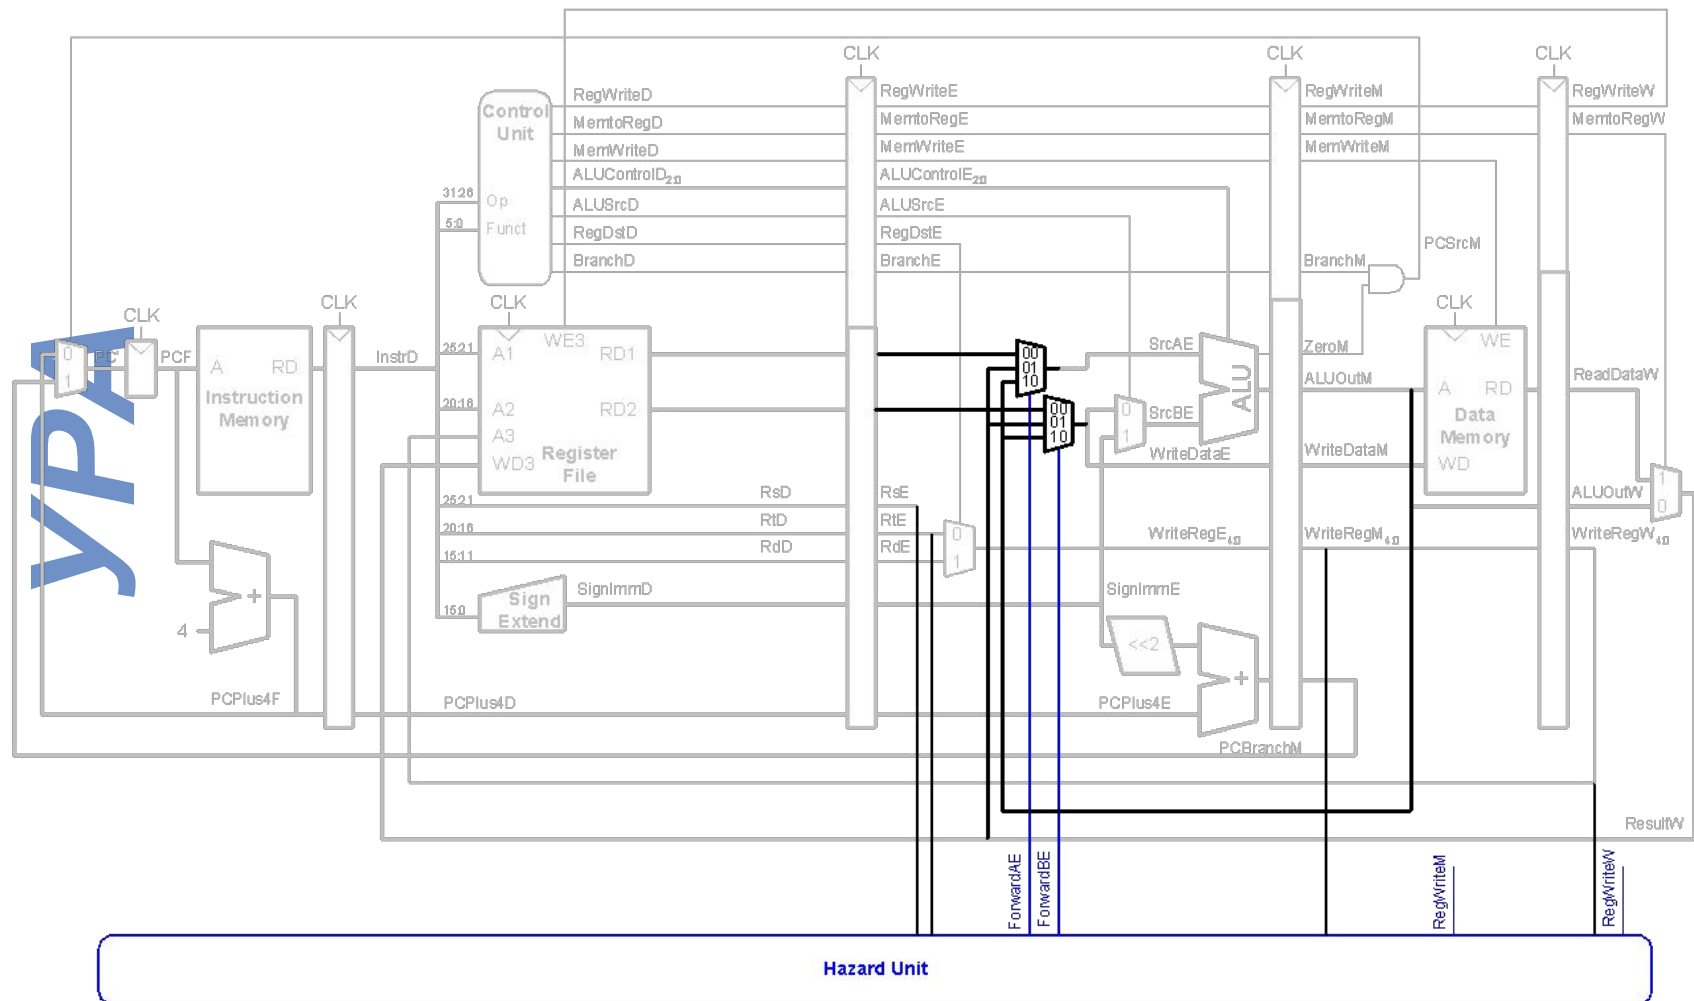 CLK
CLK
CLK
Control
Unit
RegWriteD
MemtoRegD
MemWriteD
ALUControlD2:0
ALUSrcD
RegDstD
BranchD
31:26
Op
5:0
Funct
RegWriteE
MemtoRegE
MemWriteE
ALUControlE2:0
ALUSrcE
RegDstE
BranchE
RegWriteM
MemtoRegM
MemWriteM
BranchM
PCSrcM
RegWriteW
MemtoRegW
CLK
CLK
CLK
CLK
УРА
0
1
PC'
PCF
A
RD
Instruction
Memory
InstrD
25:21
A1
WE3
RD1
20:16
A2
RD2
A3
WD3
Register
File
00
01
10
00
01
10
SrcAE
0
1
SrcBE
ALU
WriteDataE
ZeroM
ALUOutM
WriteDataM
WE
A
RD
Data
Memory
WD
ReadDataW
1
0
ALUOutW
25:21
RsD
RsE
20:16
RtD
RtE
15:11
RdD
RdE
0
1
WriteRegE4:0
WriteRegM4:0
WriteRegW4:0
15:0
Sign
Extend
SignImmD
SignImmE
4
+
<<2
+
PCPlus4F
PCPlus4D
PCPlus4E
PCBranchM
ResultW
ForwardAE
ForwardBE
RegWriteM
RegWriteW
Hazard Unit